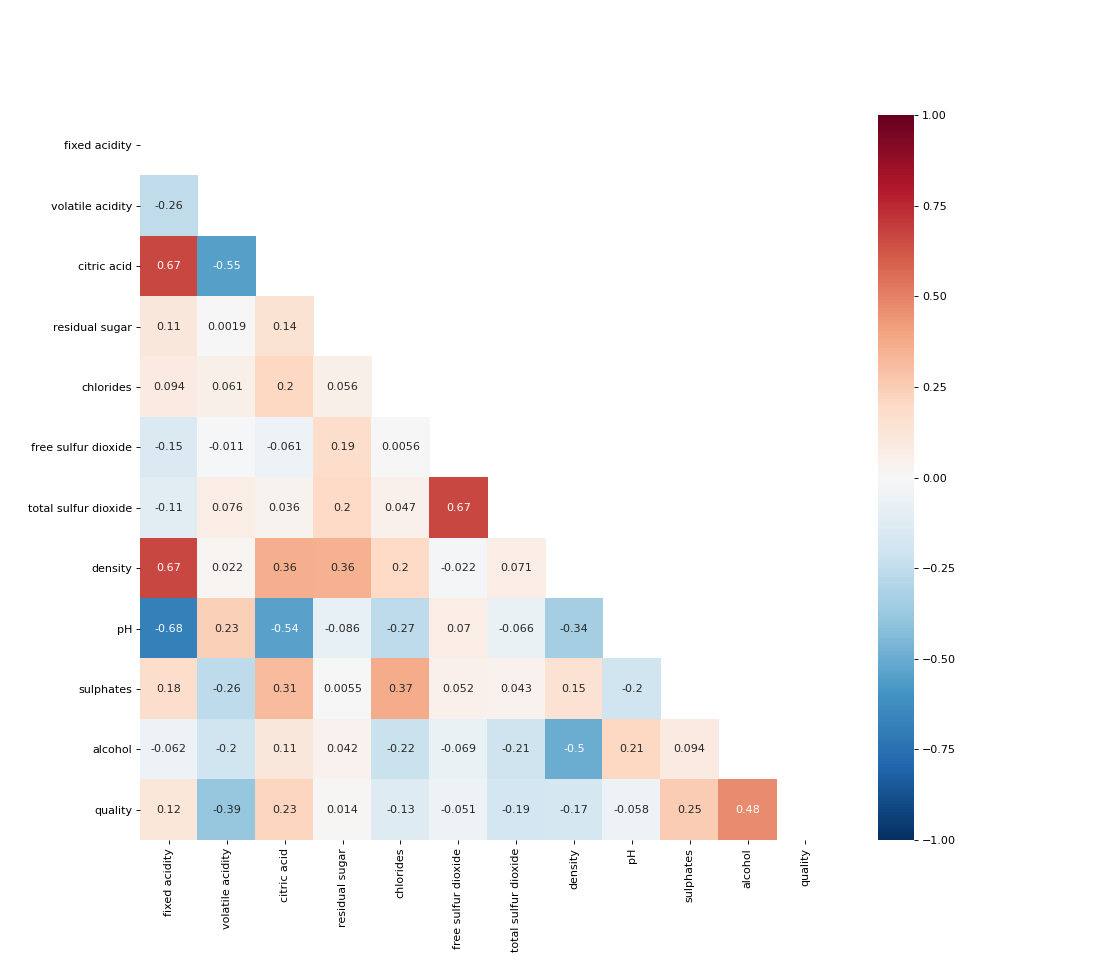 1.00
fixed acidity
0.75
volatile acidity -0.26
citric acid 0.67 -0.55
0.50
residual sugar 0.11 0.0019 0.14
chlorides 0.094 0.061 0.2 0.056
0.25
free sulfur dioxide -0.15 -0.011 -0.061 0.19 0.0056
0.00
total sulfur dioxide -0.11 0.076 0.036 0.2 0.047 0.67
density 0.67 0.022 0.36 0.36 0.2 -0.022 0.071
−0.25
pH -0.68 0.23 -0.54 -0.086 -0.27 0.07 -0.066 -0.34
−0.50
sulphates 0.18 -0.26 0.31 0.0055 0.37 0.052 0.043 0.15 -0.2
alcohol -0.062 -0.2 0.11 0.042 -0.22 -0.069 -0.21 -0.5 0.21 0.094
−0.75
quality 0.12 -0.39 0.23 0.014 -0.13 -0.051 -0.19 -0.17 -0.058 0.25 0.48
−1.00
fixed acidity
volatile acidity
citric acid
residual sugar
chlorides
free sulfur dioxide
total sulfur dioxide
density
pH
sulphates
alcohol
quality